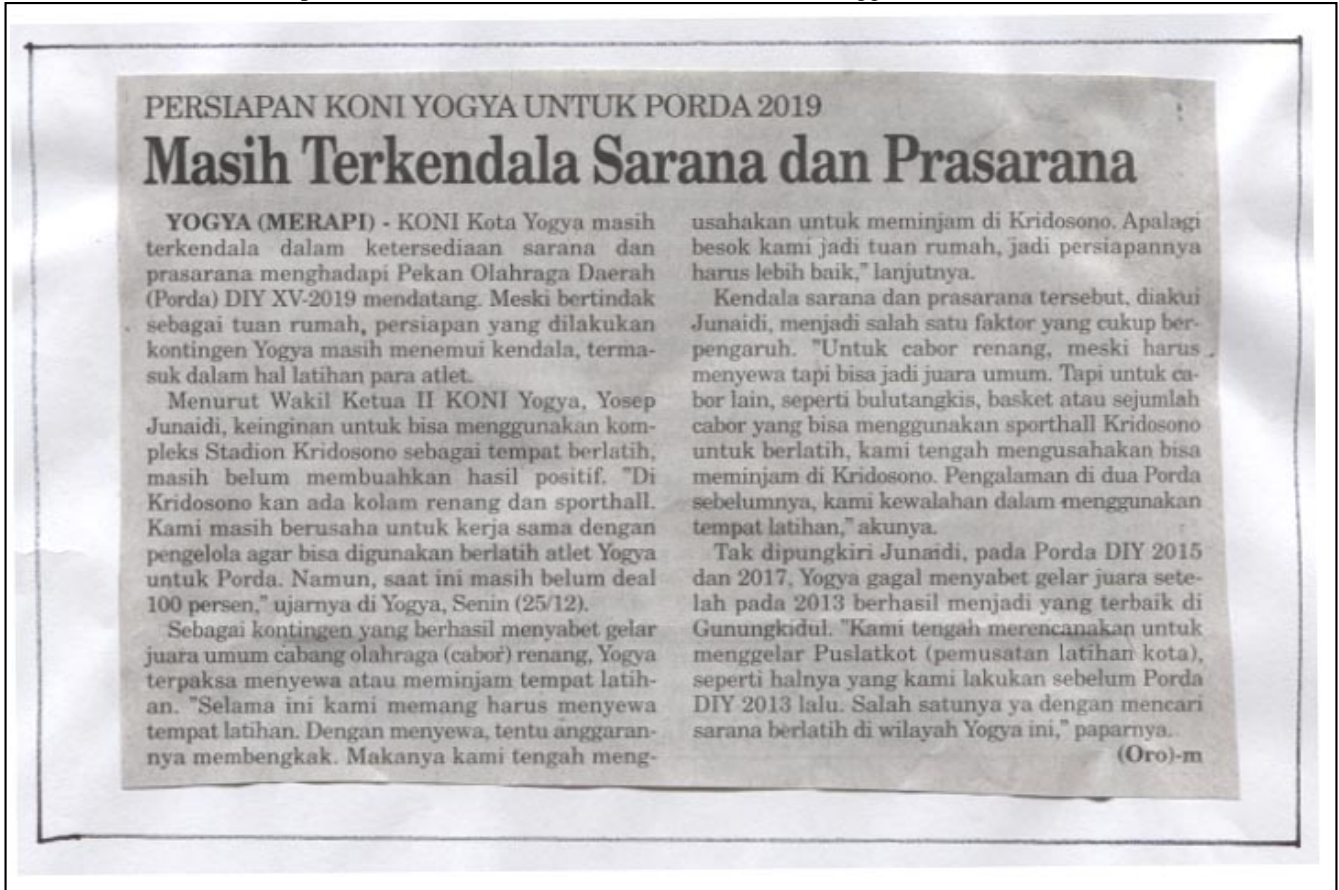 PERSIAPAN KONI YOGYA UNTUK PORDA 2019
Masih Terkendala Sarana dan Prasarana
YOGYA (MERAPI) - KONI Kota Yogya masih
terkendala dalam ketersediaan sarana dan
prasarana menghadapi Pekan Olahraga Daerah
(Porda) DIY XV-2019 mendatang. Meski bertindak
sebagai tuan rumah, persiapan yang dilakukan
kontingen Yogya masih menemui kendala, terma-
suk dalam hal latihan para atlet.
Menurut Wakil Ketua II KONI Yogya, Yosep
Junaidi, keinginan untuk bisa menggunakan kom-
pleks Stadion Kridosono sebagai tempat berlatih,
masih belum membuahkan hasil positif. "Di
Kridosono kan ada kolam renang dan sporthall.
Kami masih berusaha untuk kerja sama dengan
pengelola agar bisa digunakan berlatih atlet Yogya
untuk Porda. Namun, saat ini masih belum deal
100 persen," ujarnya di Yogya, Senin (25/12).
Sebagai kontingen yang berhasil menyabet gelar
juara umum cabang olahraga (cabor) renang, Yogya
terpaksa menyewa atau meminjam tempat latih-
an. "Selama ini kami memang harus menyewa
tempat latihan. Dengan menyewa, tentu anggaran-
nya membengkak. Makanya kami tengah meng-
usahakan untuk meminjam di Kridosono. Apalagi
besok kami jadi tuan rumah, jadi persiapannya
harus lebih baik," lanjutnya.
Kendala sarana dan prasarana tersebut, diakui
Junaidi, menjadi salah satu faktor yang cukup ber-
pengaruh. "Untuk cabor renang, meski harus
menyewa tapi bisa jadi juara umum. Tapi untuk ca-
bor lain, seperti bulutangkis, basket atau sejumlah
cabor yang bisa menggunakan sporthall Kridosono
untuk berlatih, kami tengah mengusahakan bisa
meminjam di Kridosono. Pengalaman di dua Porda
sebelumnya, kami kewalahan dalam menggunakan
tempat latihan," akunya.
Tak dipungkiri Junaidi, pada Porda DIY 2015
dan 2017, Yogya gagal menyabet gelar juara sete-
lah pada 2013 berhasil menjadi yang terbaik di
Gunungkidul. "Kami tengah merencanakan untuk
menggelar Puslatkot (pemusatan latihan kota),
seperti halnya yang kami lakukan sebelum Porda
DIY 2013 lalu. Salah satunya ya dengan mencari
sarana berlatih di wilayah Yogya ini," paparnya.
(Oro)-m